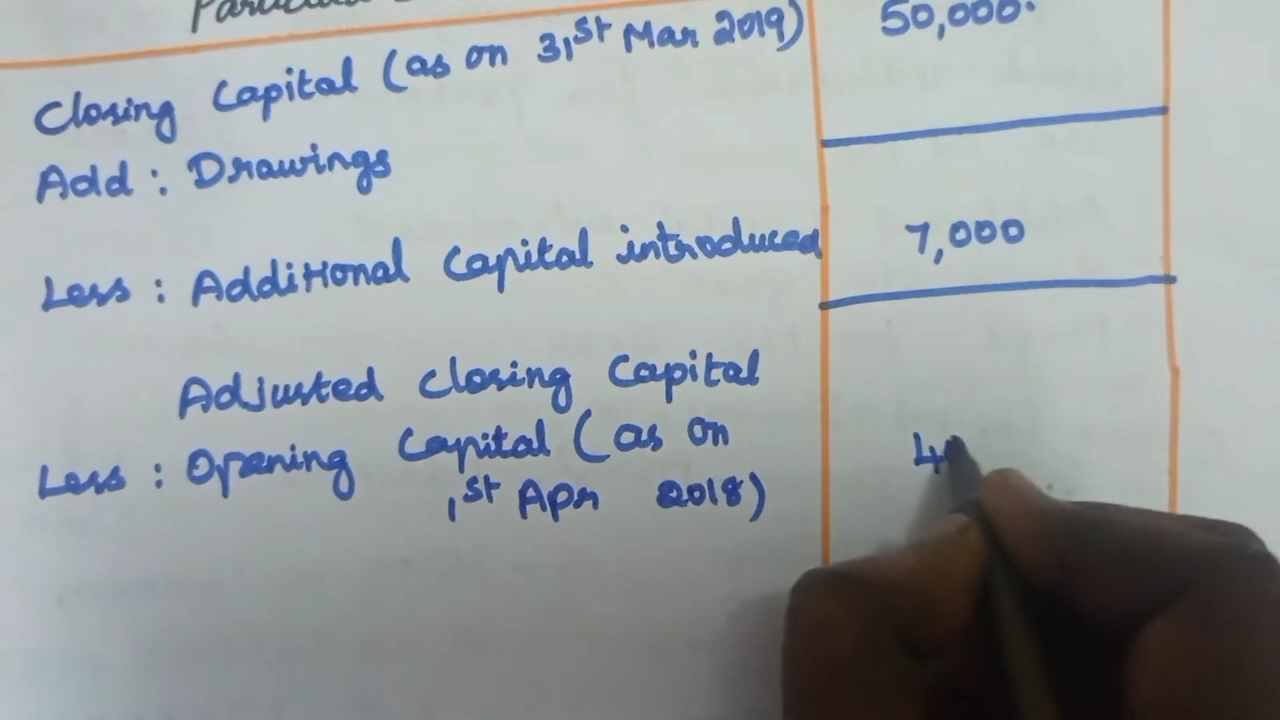 Closing Capital (as on 31st Mar 2019) 50,000.
Add : Drawings
Less : Additional Capital introduced 7,000
Adjusted Closing Capital
Less : Opening Capital (as on
1st Apr 2018)